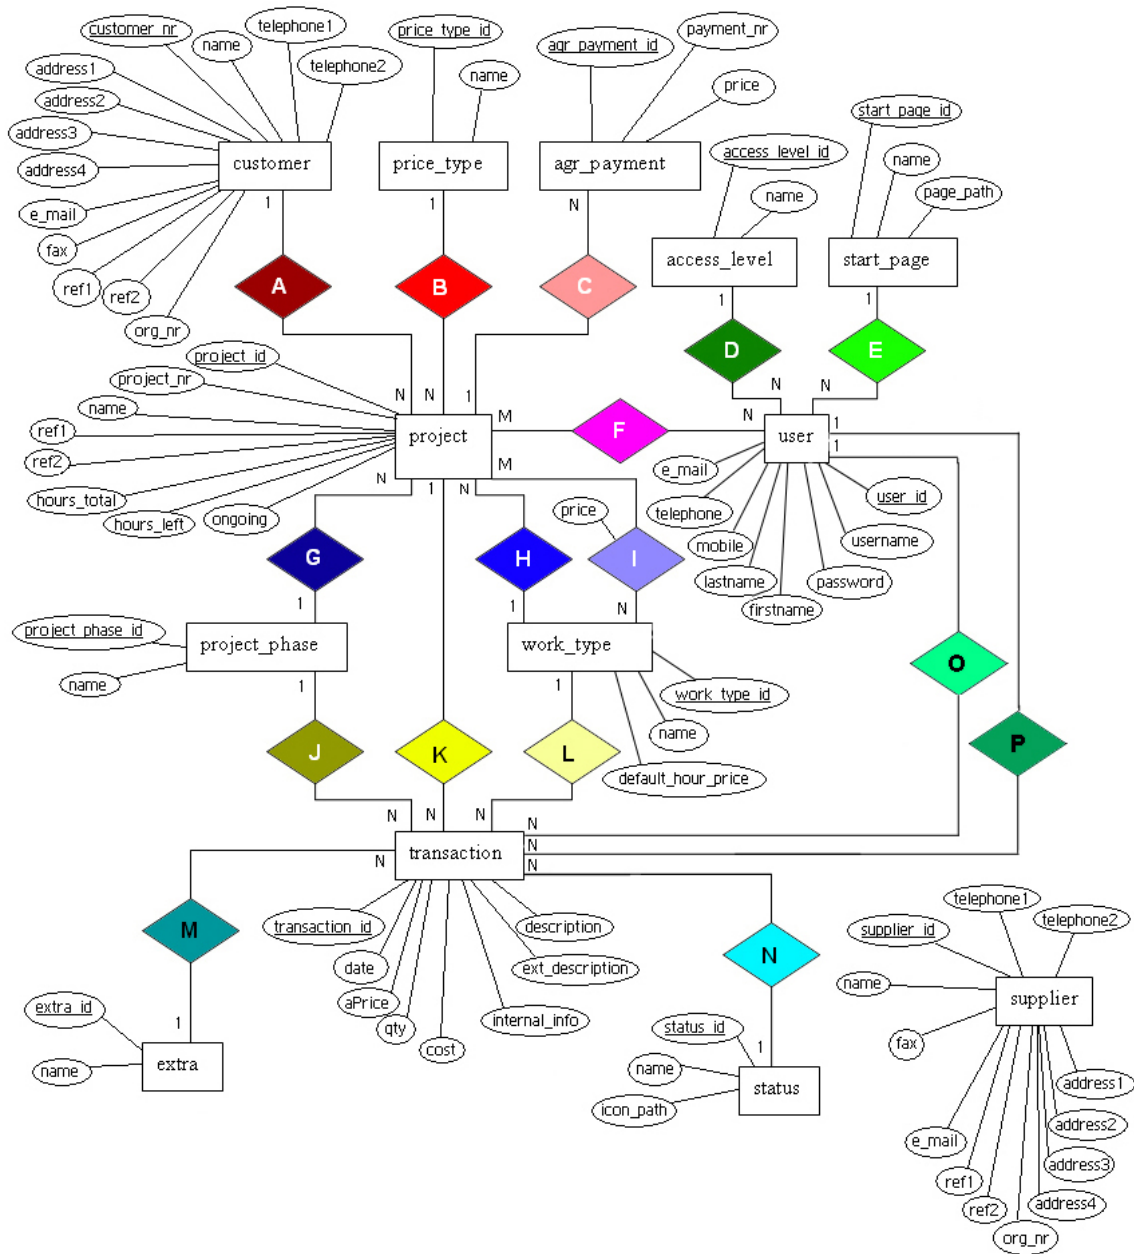 customer_nr
telephone1
name
telephone2
address1
address2
address3
address4
e_mail
fax
ref1
ref2
org_nr
customer
1
price_type_id
name
price_type
1
agr_payment_id
payment_nr
price
agr_payment
N
access_level_id
name
access_level
1
start_page_id
name
page_path
start_page
1
A
B
C
D
E
N
N
project_id
project_nr
name
ref1
ref2
hours_total
hours_left
ongoing
N
N
1
M
project
M
N
1
N
F
N
user
1
1
e_mail
telephone
mobile
lastname
firstname
password
username
user_id
price
G
H
I
1
1
N
project_phase_id
name
project_phase
1
work_type
1
work_type_id
name
default_hour_price
O
P
J
K
L
N
N
N
N
N
N
N
transaction
transaction_id
date
aPrice
qty
cost
internal_info
ext_description
description
M
N
extra_id
name
1
extra
status_id
name
icon_path
1
status
telephone1
telephone2
supplier_id
name
fax
supplier
e_mail
ref1
ref2
org_nr
address4
address3
address2
address1